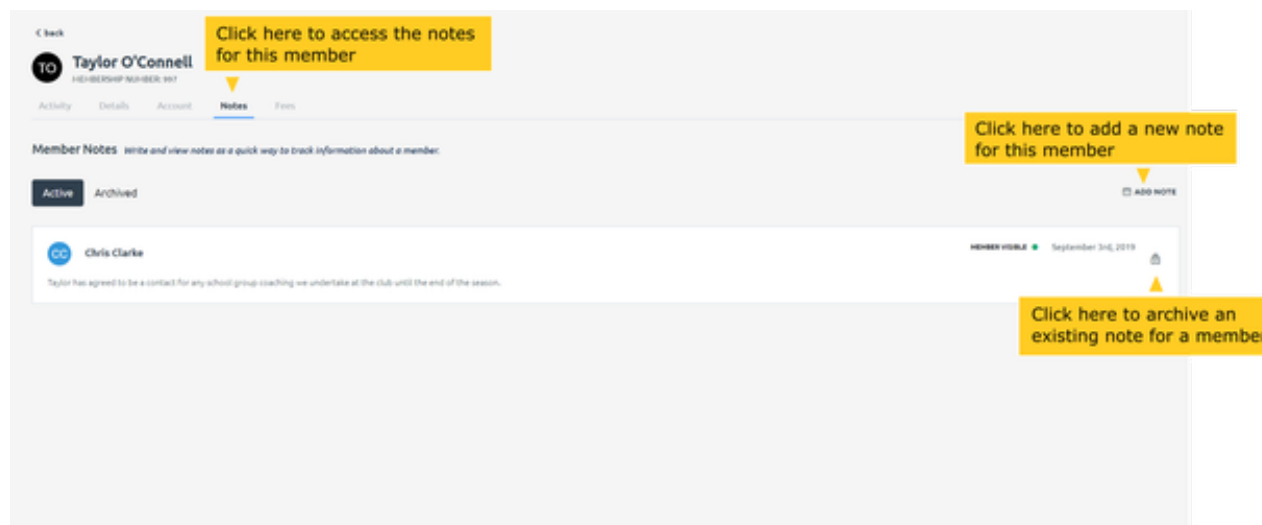 < back
Click here to access the notes
for this member
TO
Taylor O'Connell
MEMBERSHIP NUMBER: 997
Activity Details Account Notes Fees
Click here to add a new note
for this member
Member Notes Write and view notes as a quick way to track information about a member.
Active Archived
ADD NOTE
CC Chris Clarke
MEMBER VISIBLE September 3rd, 2019
Taylor has agreed to be a contact for any school group coaching we undertake at the club until the end of the season.
Click here to archive an
existing note for a member